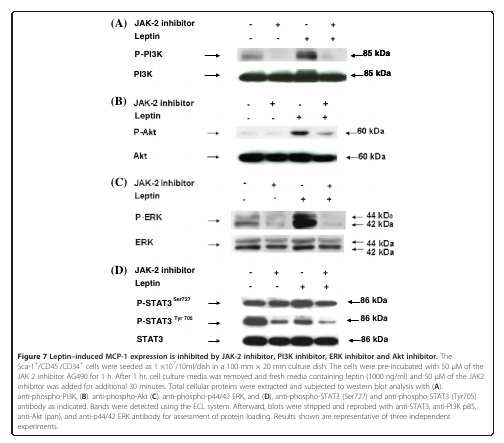 (A) JAK-2 inhibitor - + - +
Leptin - - + +
P-PI3K 85 kDa
PI3K 85 kDa
(B) JAK-2 inhibitor - + - +
Leptin - - + +
P-Akt 60 kDa
Akt 60 kDa
(C) JAK-2 inhibitor - + - +
Leptin - - + +
P-ERK 44 kDa
42 kDa
ERK 44 kDa
42 kDa
(D) JAK-2 inhibitor - + - +
Leptin - - + +
P-STAT3 Ser727 86 kDa
P-STAT3 Tyr 705 86 kDa
STAT3 86 kDa
Figure 7 Leptin–induced MCP-1 expression is inhibited by JAK-2 inhibitor, PI3K inhibitor, ERK inhibitor and Akt inhibitor. The
Sca-1⁺/CD45⁻/CD34⁺ cells were seeded as 1 ×10⁷/10ml/dish in a 100 mm × 20 mm culture dish. The cells were pre-incubated with 50 μM of the
JAK 2 inhibitor AG490 for 1 h. After 1 hr, cell culture media was removed and fresh media containing leptin (1000 ng/ml) and 50 μM of the JAK2
inhibitor was added for additional 30 minutes. Total cellular proteins were extracted and subjected to western blot analysis with (A).
anti-phospho-PI3K, (B). anti-phospho-Akt (C). anti-phospho-p44/42 ERK, and (D), anti-phospho-STAT3 (Ser727) and anti-phospho-STAT3 (Tyr705)
antibody as indicated. Bands were detected using the ECL system. Afterward, blots were stripped and reprobed with anti-STAT3, anti-PI3K p85,
anti-Akt (pan), and anti-p44/42 ERK antibody for assessment of protein loading. Results shown are representative of three independent
experiments.